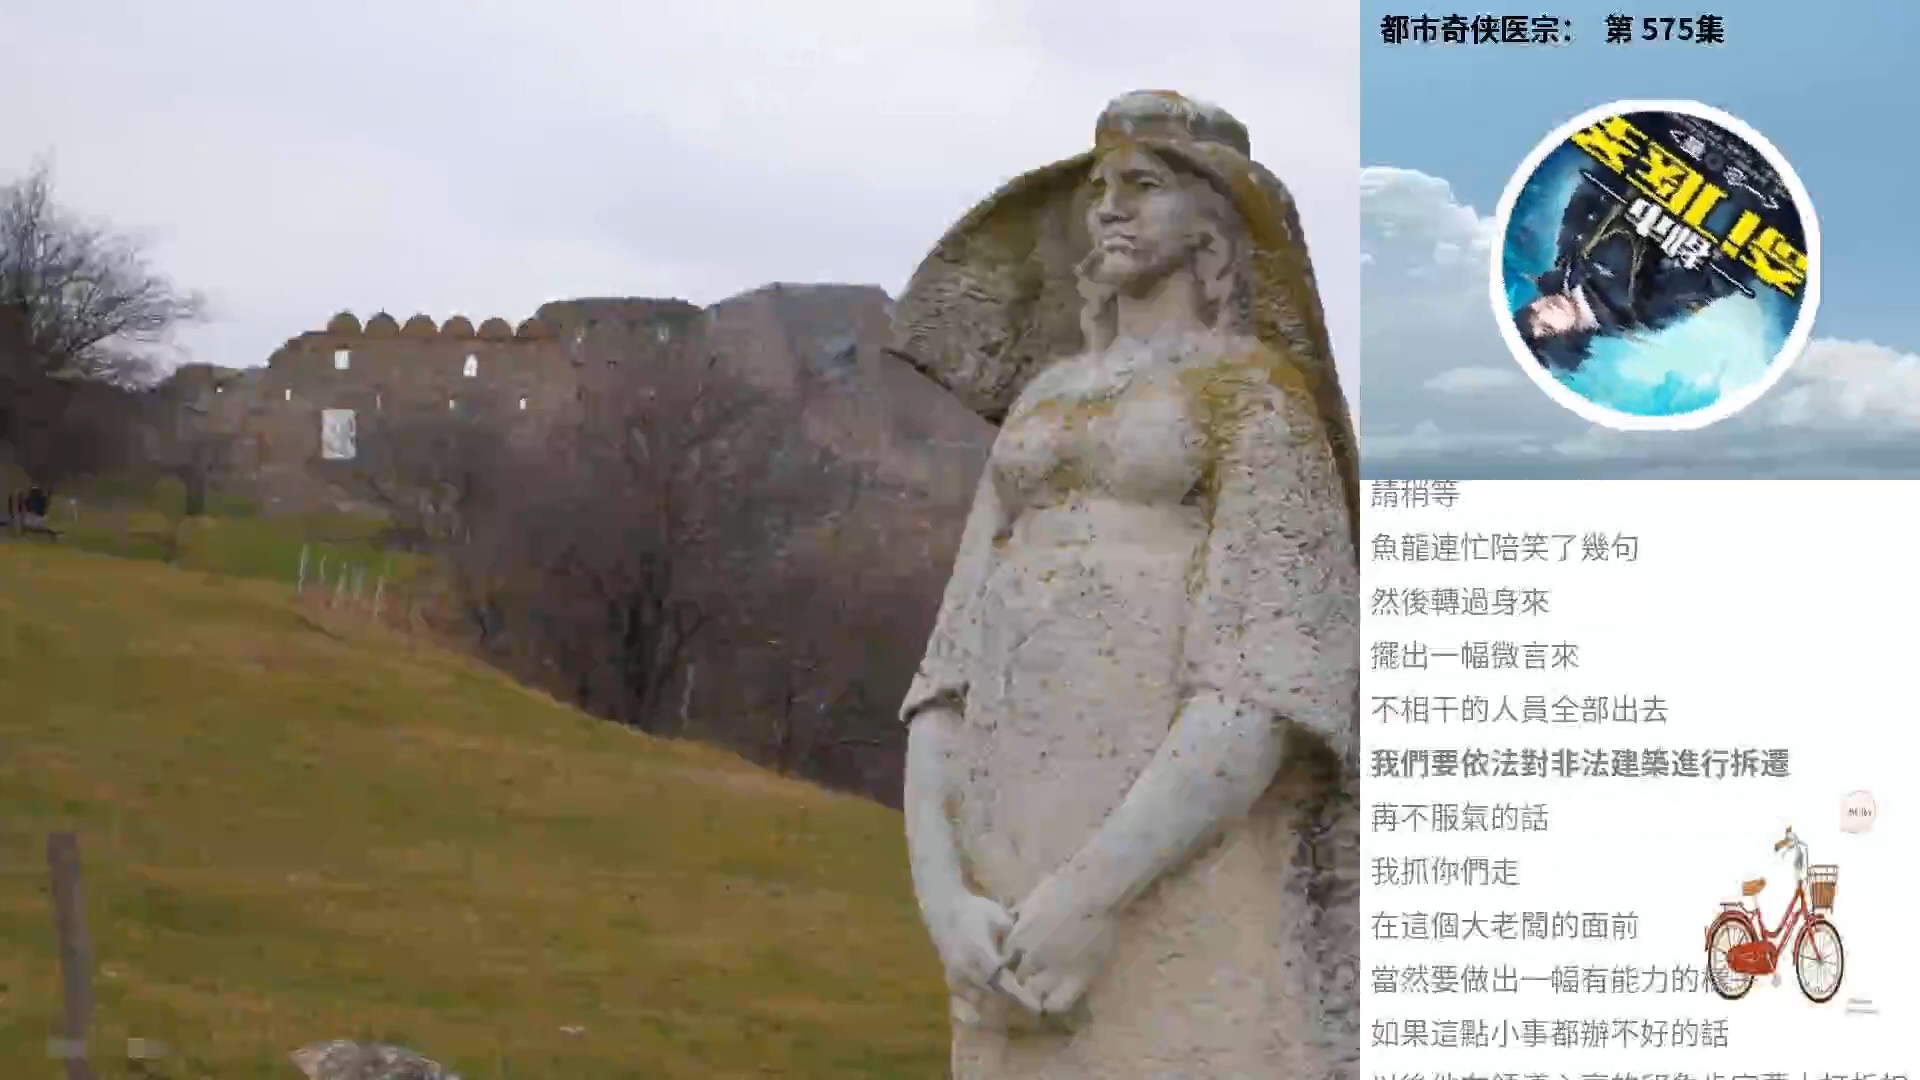 都市奇侠医宗： 第 575集
請稍等
魚龍連忙陪笑了幾句
然後轉過身來
擺出一幅微言來
不相干的人員全部出去
我們要依法對非法建築進行拆遷
再不服氣的話
我抓你們走
在這個大老闆的面前
當然要做出一幅有能力的樣
如果這點小事都辦不好的話